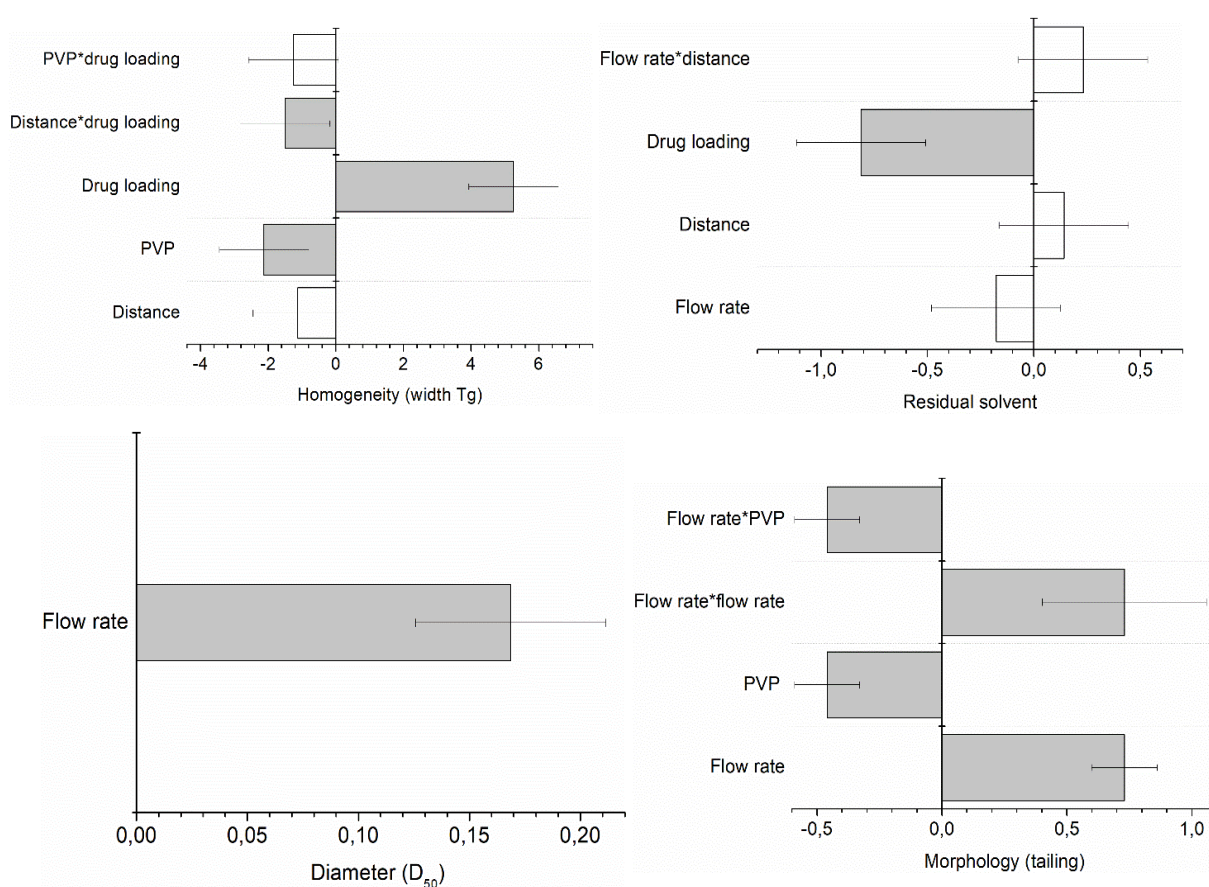 PVP*drug loading
Distance*drug loading
Drug loading
PVP
Distance
-4 -2 0 2 4 6
Homogeneity (width Tg)
Flow rate*distance
Drug loading
Distance
Flow rate
-1,0 -0,5 0,0 0,5
Residual solvent
Flow rate
0,00 0,05 0,10 0,15 0,20
Diameter (D50)
Flow rate*PVP
Flow rate*flow rate
PVP
Flow rate
-0,5 0,0 0,5 1,0
Morphology (tailing)